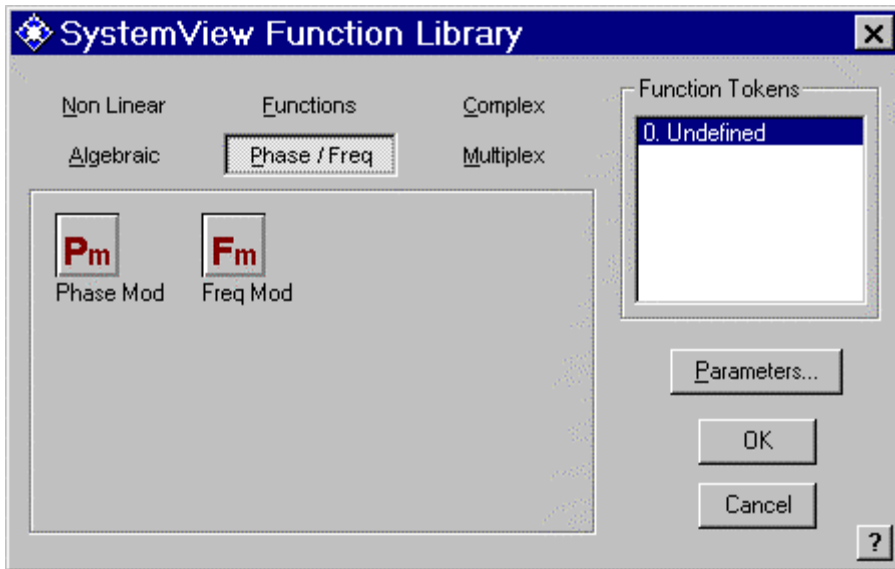 SystemView Function Library
Non Linear Functions Complex
Algebraic Phase / Freq Multiplex
Pm Fm
Phase Mod Freq Mod
Function Tokens
0. Undefined
Parameters...
OK
Cancel
?